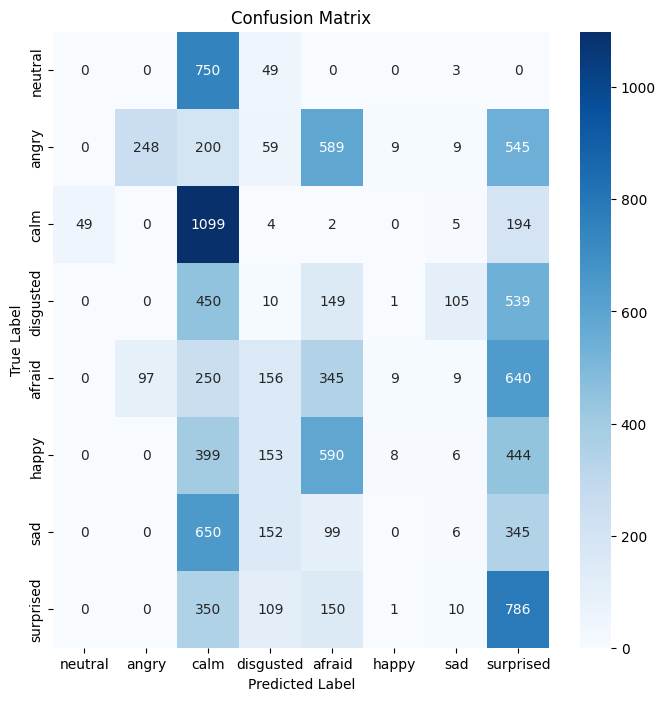 Confusion Matrix
neutral 0 0 750 49 0 0 3 0
angry 0 248 200 59 589 9 9 545
calm 49 0 1099 4 2 0 5 194
disgusted 0 0 450 10 149 1 105 539
afraid 0 97 250 156 345 9 9 640
happy 0 0 399 153 590 8 6 444
sad 0 0 650 152 99 0 6 345
surprised 0 0 350 109 150 1 10 786
neutral angry calm disgusted afraid happy sad surprised
Predicted Label
True Label
1000
800
600
400
200
0